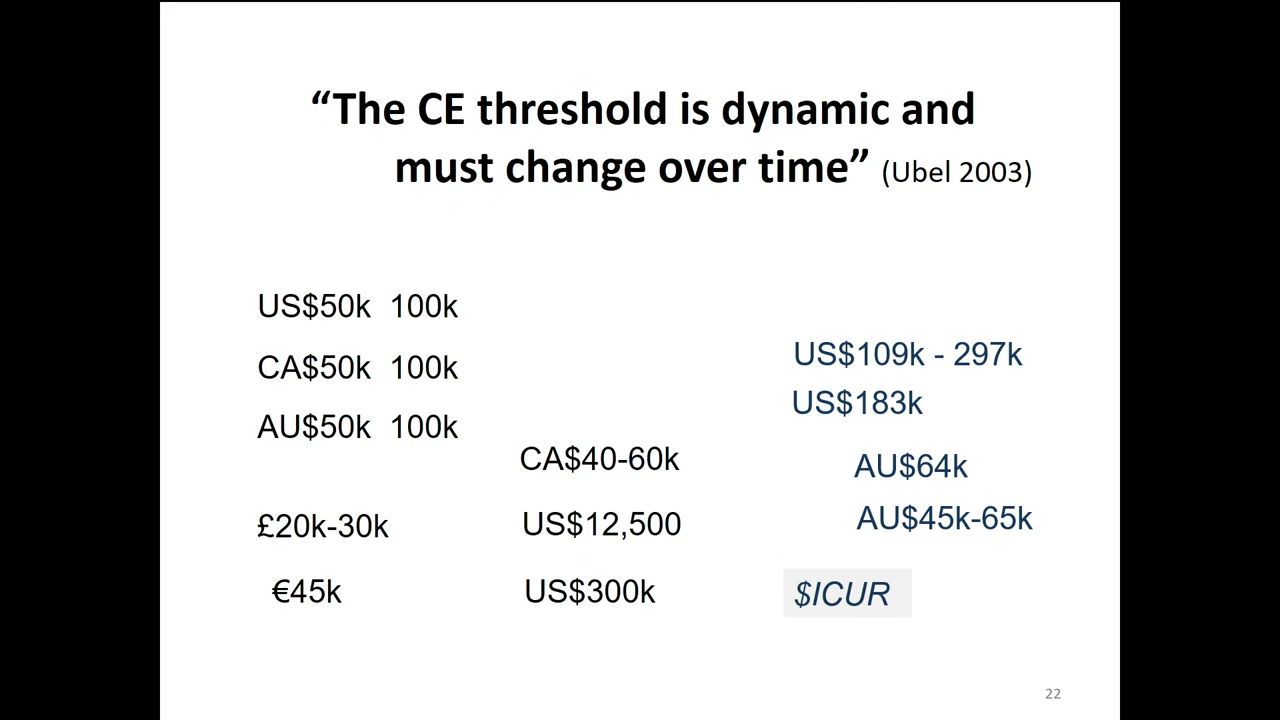 “The CE threshold is dynamic and
must change over time” (Ubel 2003)
US$50k 100k
CA$50k 100k
AU$50k 100k
£20k-30k
€45k
CA$40-60k
US$12,500
US$300k
US$109k - 297k
US$183k
AU$64k
AU$45k-65k
$ICUR
22